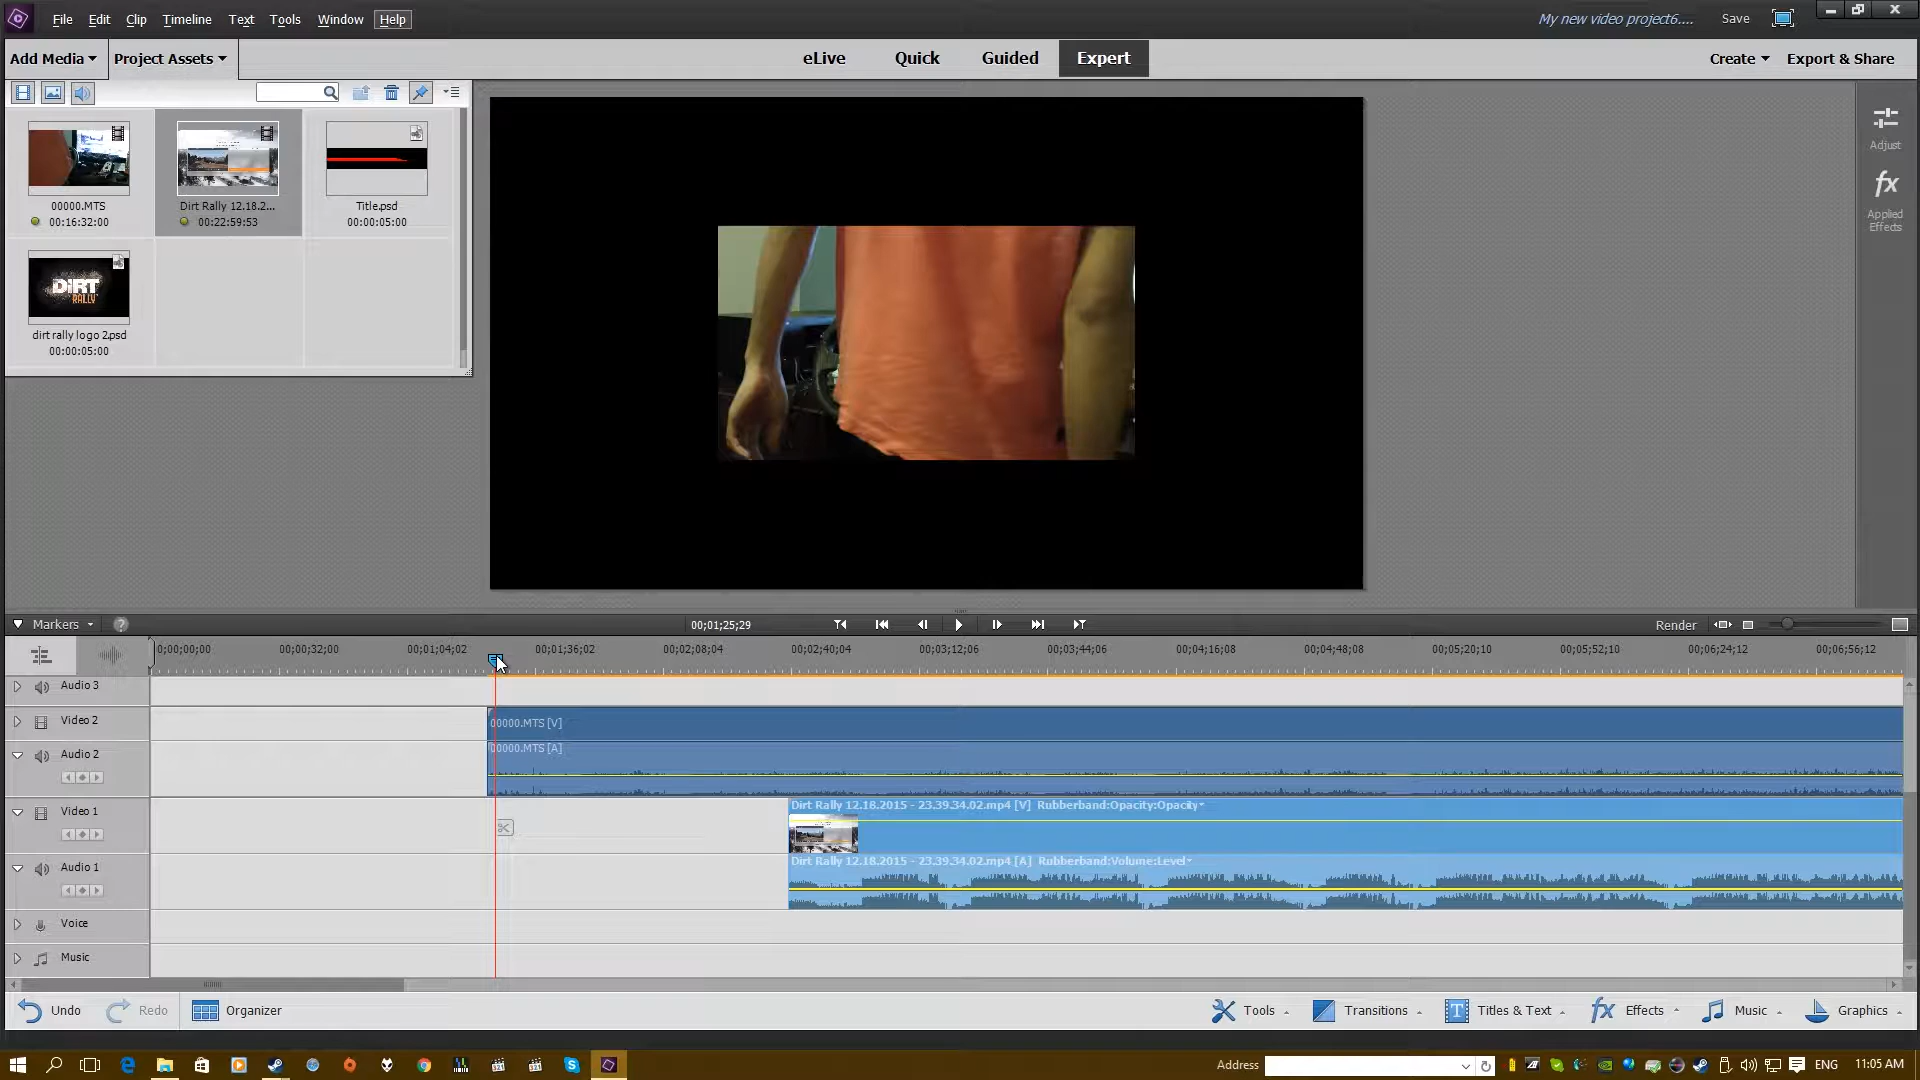 File Edit Clip Timeline Text Tools Window Help
My new video project6.... Save
Add Media Project Assets
eLive Quick Guided Expert
Create Export & Share
00000.MTS
00:16:32:00
Dirt Rally 12.18.2...
00:22:59:53
Title.psd
00:00:05:00
DiRT
RALLY
dirt rally logo 2.psd
00:00:05:00
Adjust
fx
Applied
Effects
Markers ? 00;01;25;29 Render
0;00;00;00 00;00;32;00 00;01;04;02 00;01;36;02 00;02;08;04 00;02;40;04 00;03;12;06 00;03;44;06 00;04;16;08 00;04;48;08 00;05;20;10 00;05;52;10 00;06;24;12 00;06;56;12
Audio 3
Video 2
00000.MTS [V]
Audio 2
00000.MTS [A]
Video 1
Dirt Rally 12.18.2015 - 23.39.34.02.mp4 [V] Rubberband:Opacity:Opacity
Audio 1
Dirt Rally 12.18.2015 - 23.39.34.02.mp4 [A] Rubberband:Volume:Level
Voice
Music
Undo Redo Organizer
Tools Transitions T Titles & Text fx Effects Music Graphics
Address
ENG 11:05 AM